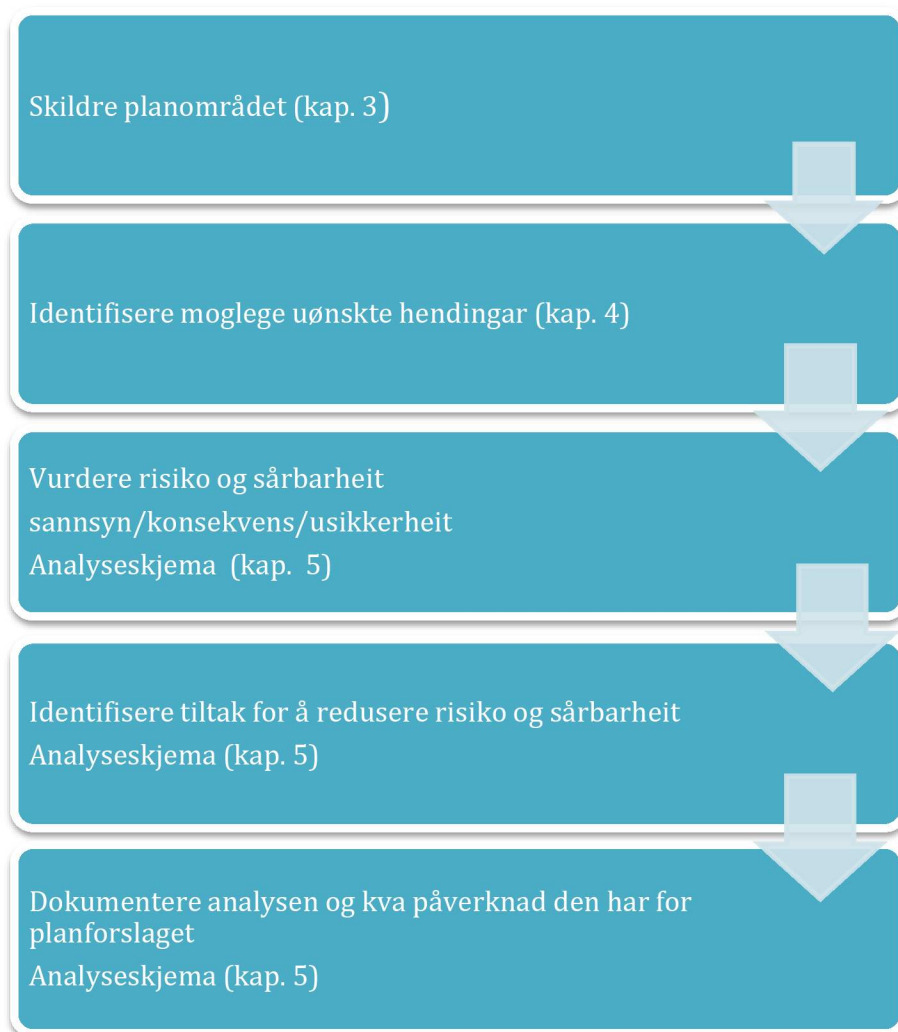 Skildre planområdet (kap. 3)
Identifisere moglege uønskte hendingar (kap. 4)
Vurdere risiko og sårbarheit
sannsyn/konsekvens/usikkerheit
Analyseskjema (kap. 5)
Identifisere tiltak for å redusere risiko og sårbarheit
Analyseskjema (kap. 5)
Dokumentere analysen og kva påverknad den har for
planforslaget
Analyseskjema (kap. 5)